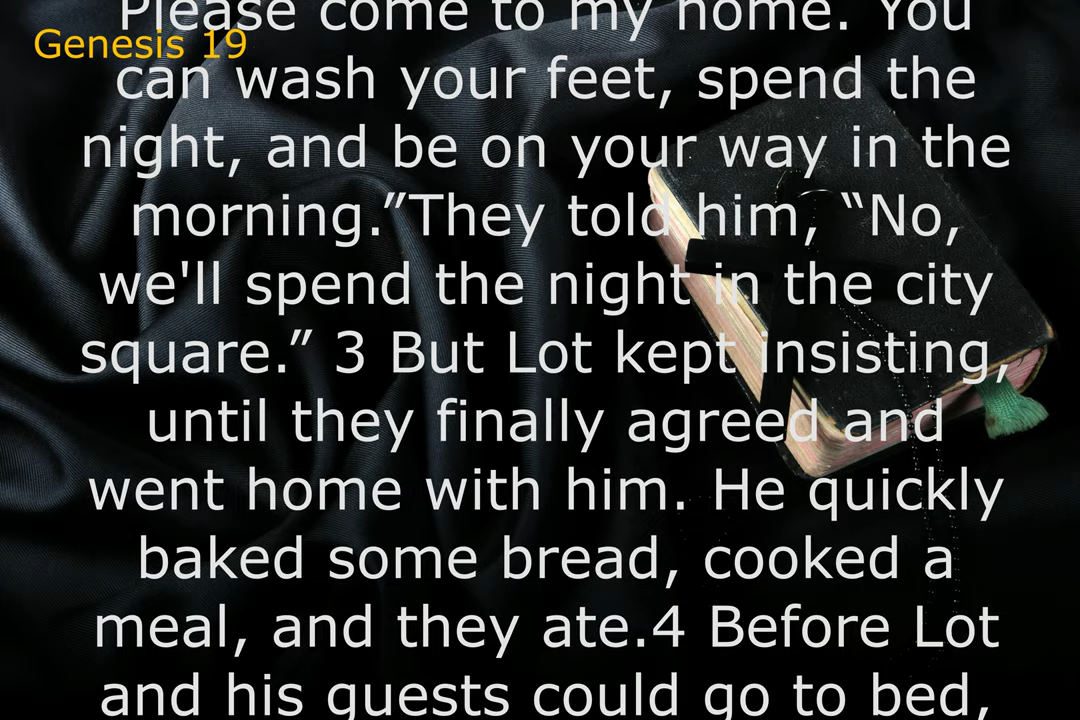 Please come to my home. You
Genesis 19
can wash your feet, spend the
night, and be on your way in the
morning.”They told him, “No,
we'll spend the night in the city
square.” 3 But Lot kept insisting,
until they finally agreed and
went home with him. He quickly
baked some bread, cooked a
meal, and they ate.4 Before Lot
and his guests could go to bed,